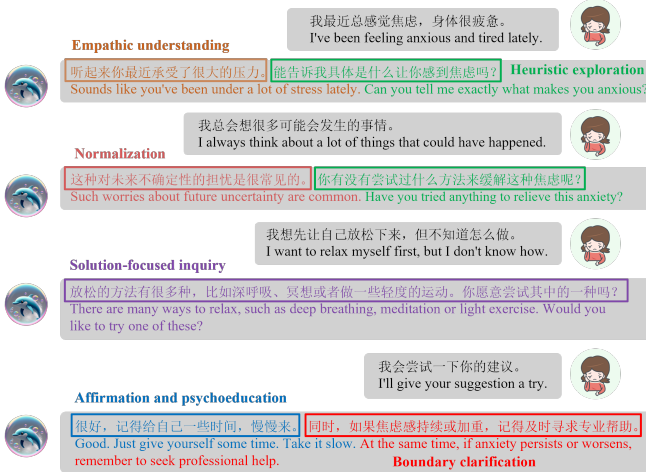 我最近总感觉焦虑，身体很疲惫。
I've been feeling anxious and tired lately.
Empathic understanding
听起来你最近承受了很大的压力。能告诉我具体是什么让你感到焦虑吗？ Heuristic exploration
Sounds like you've been under a lot of stress lately. Can you tell me exactly what makes you anxious?
我总会想很多可能会发生的事情。
I always think about a lot of things that could have happened.
Normalization
这种对未来不确定性的担忧是很常见的。你有没有尝试过什么方法来缓解这种焦虑呢？
Such worries about future uncertainty are common. Have you tried anything to relieve this anxiety?
我想先让自己放松下来，但不知道怎么做。
I want to relax myself first, but I don't know how.
Solution-focused inquiry
放松的方法有很多种，比如深呼吸、冥想或者做一些轻度的运动。你愿意尝试其中的一种吗？
There are many ways to relax, such as deep breathing, meditation or light exercise. Would you
like to try one of these?
我会尝试一下你的建议。
I'll give your suggestion a try.
Affirmation and psychoeducation
很好，记得给自己一些时间，慢慢来。同时，如果焦虑感持续或加重，记得及时寻求专业帮助。
Good. Just give yourself some time. Take it slow. At the same time, if anxiety persists or worsens,
remember to seek professional help.
Boundary clarification